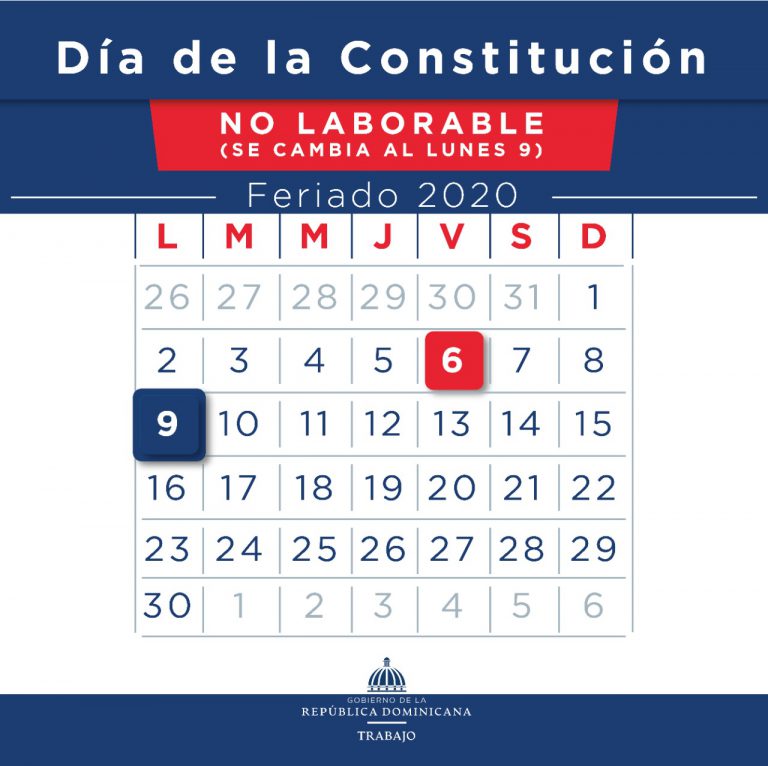 Día de la Constitución
NO LABORABLE
(SE CAMBIA AL LUNES 9)
Feriado 2020
L M M J V S D
26 27 28 29 30 31 1
2 3 4 5 6 7 8
9 10 11 12 13 14 15
16 17 18 19 20 21 22
23 24 25 26 27 28 29
30 1 2 3 4 5 6
GOBIERNO DE LA
REPÚBLICA DOMINICANA
TRABAJO